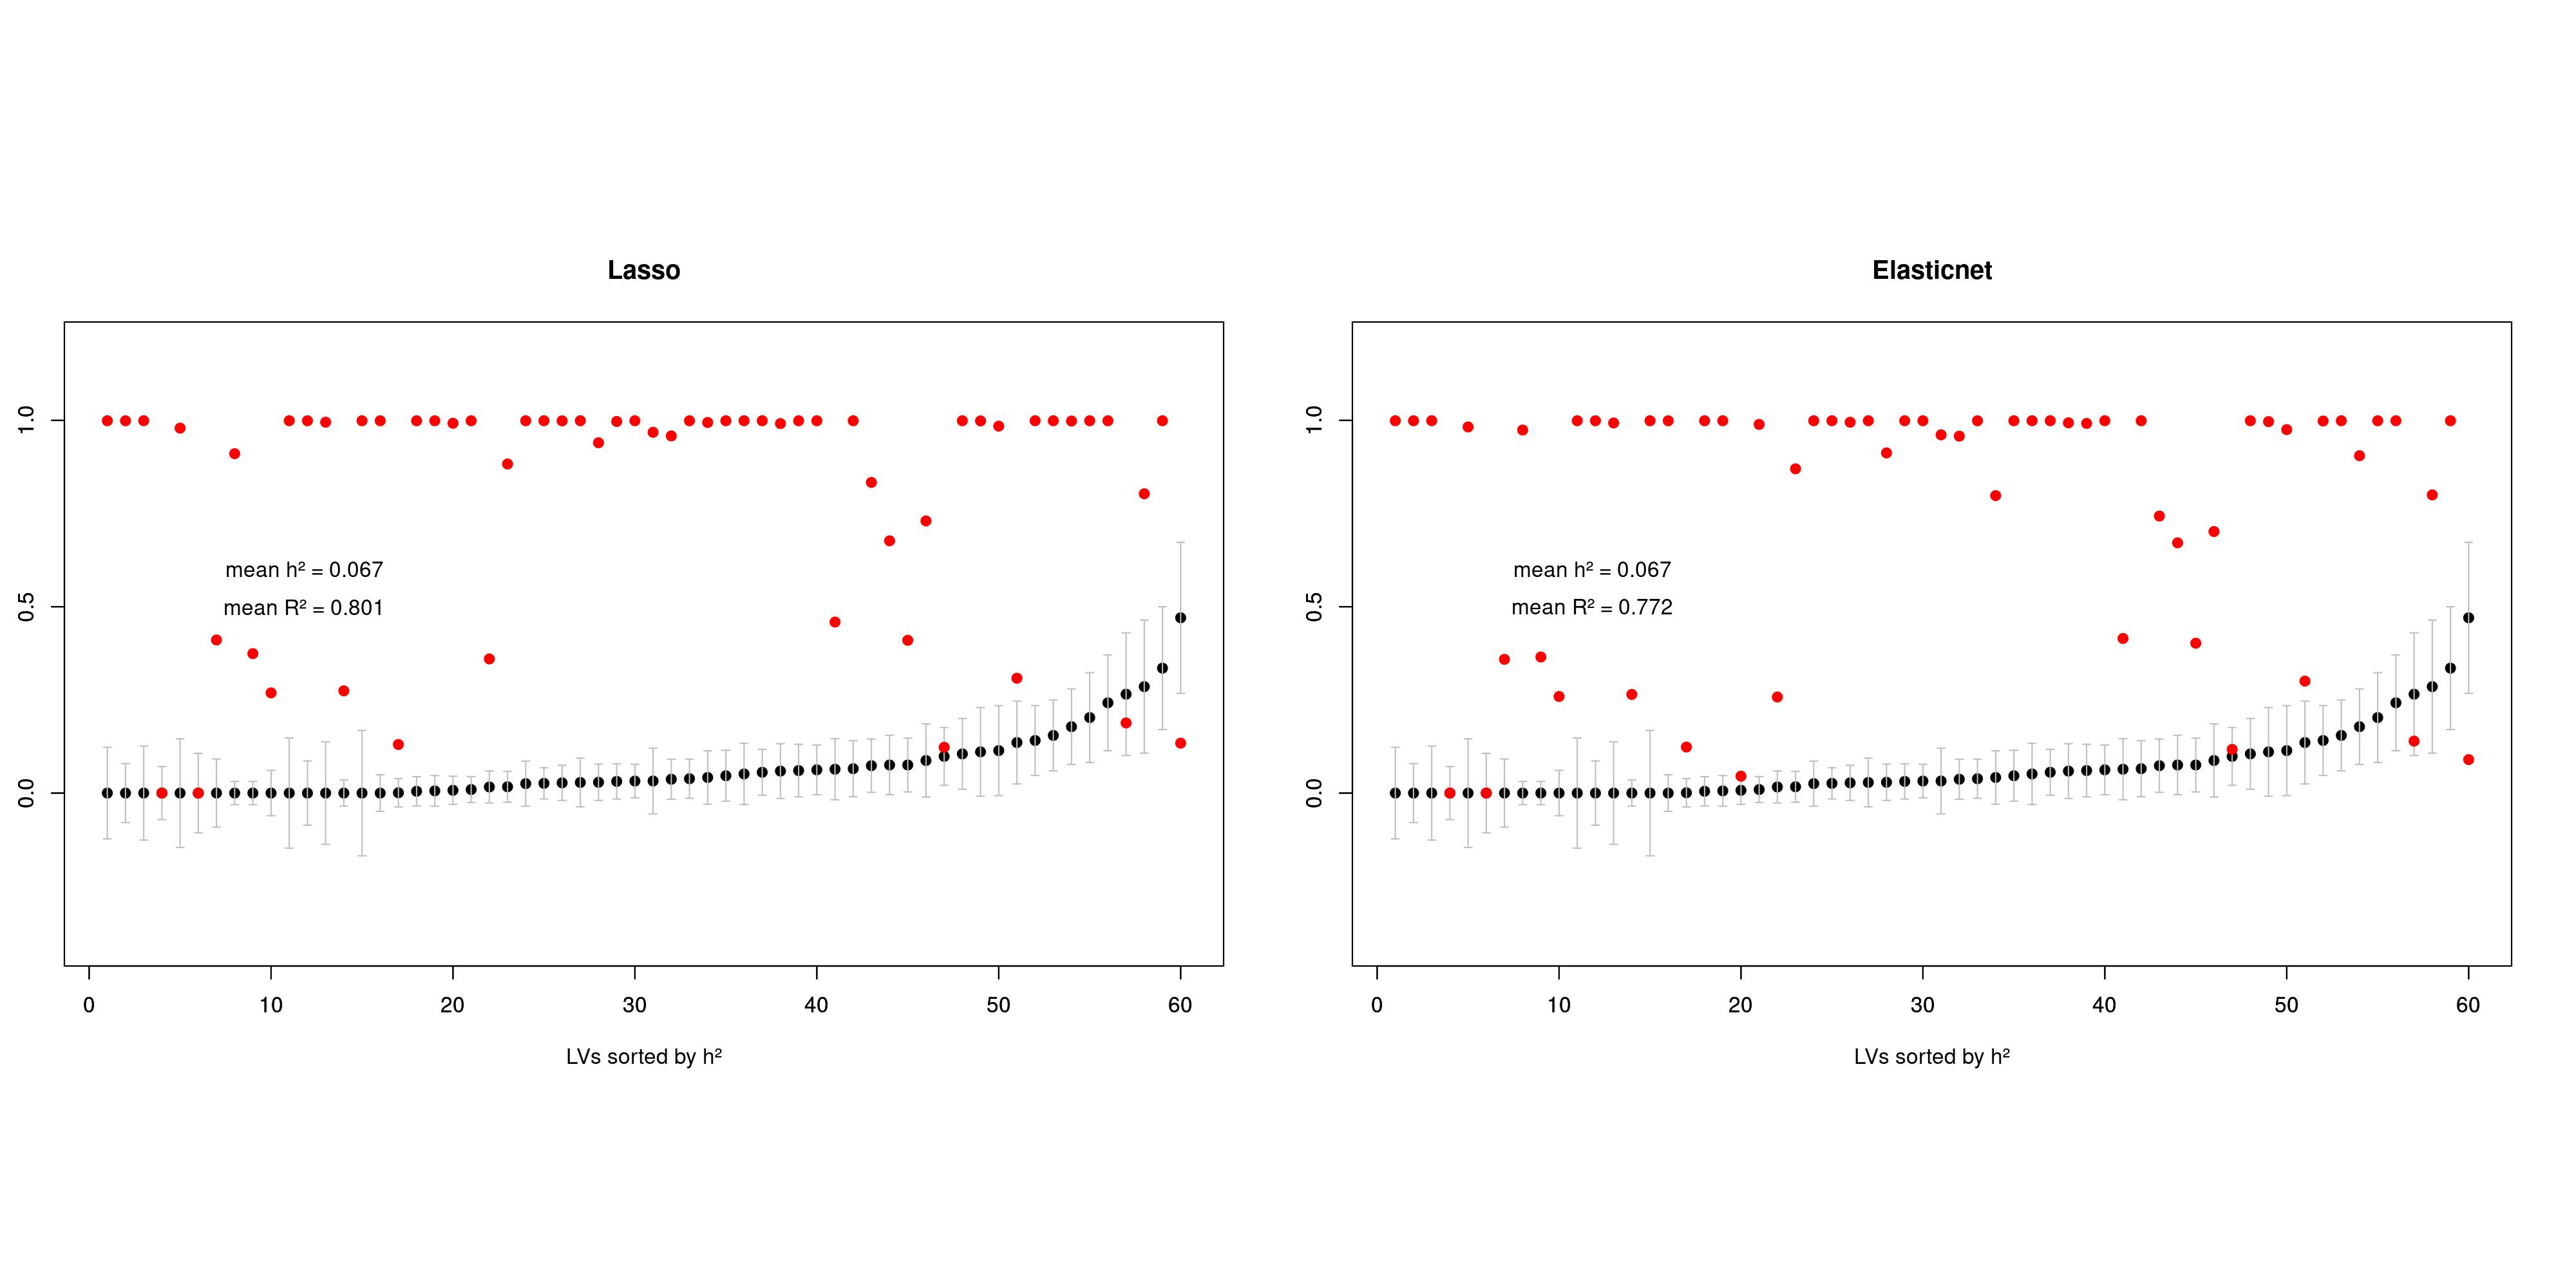 Lasso
1.0
0.5
0.0
mean h² = 0.067
mean R² = 0.801
0 10 20 30 40 50 60
LVs sorted by h²
Elasticnet
1.0
0.5
0.0
mean h² = 0.067
mean R² = 0.772
0 10 20 30 40 50 60
LVs sorted by h²